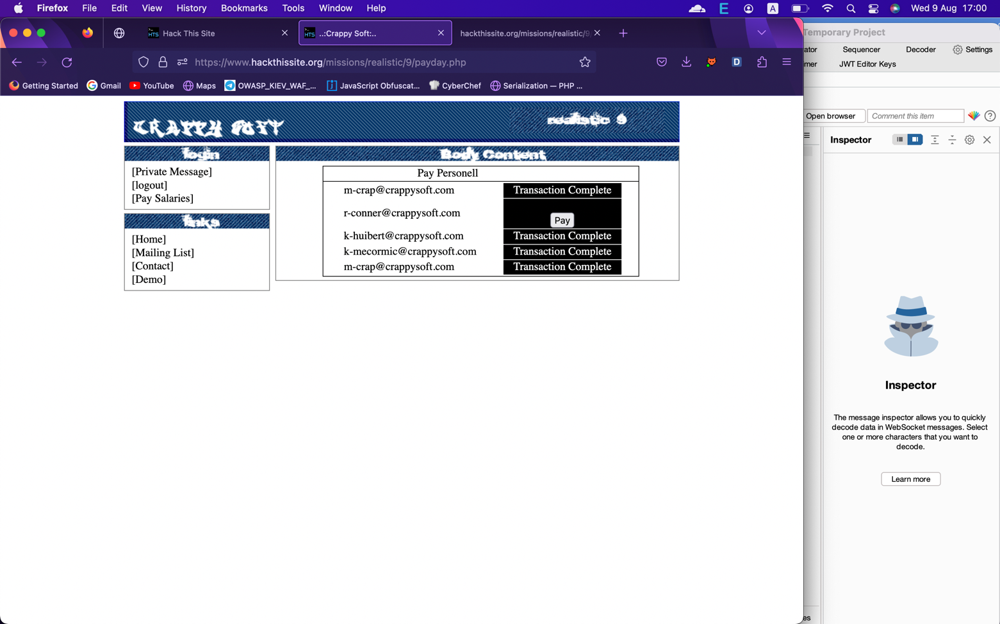 Firefox File Edit View History Bookmarks Tools Window Help E A Wed 9 Aug 17:00
HTS Hack This Site
HTS ..:Crappy Soft:..
hackthissite.org/missions/realistic/9
Temporary Project
https://www.hackthissite.org/missions/realistic/9/payday.php
D
ator Sequencer Decoder Settings
mer JWT Editor Keys
Getting Started Gmail YouTube Maps OWASP_KIEV_WAF_... JavaScript Obfuscat... CyberChef Serialization — PHP ...
Open browser Comment this item ?
CRAPPY SOFT
realistic 9
login
[Private Message]
[logout]
[Pay Salaries]
links
[Home]
[Mailing List]
[Contact]
[Demo]
Body Content
Pay Personell
m-crap@crappysoft.com Transaction Complete
r-conner@crappysoft.com Pay
k-huibert@crappysoft.com Transaction Complete
k-mecormic@crappysoft.com Transaction Complete
m-crap@crappysoft.com Transaction Complete
Inspector
Inspector
The message inspector allows you to quickly
decode data in WebSocket messages. Select
one or more characters that you want to
decode.
Learn more
es